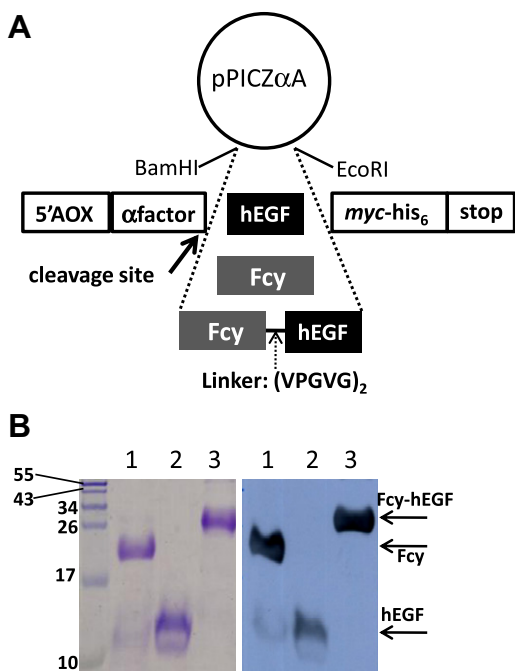 A
pPICZαA
BamHI
EcoRI
5'AOX
αfactor
hEGF
myc-his₆
stop
cleavage site
Fcy
Fcy
hEGF
Linker: (VPGVG)₂
B
1 2 3
1 2 3
55
43
34
26
17
10
Fcy-hEGF
Fcy
hEGF